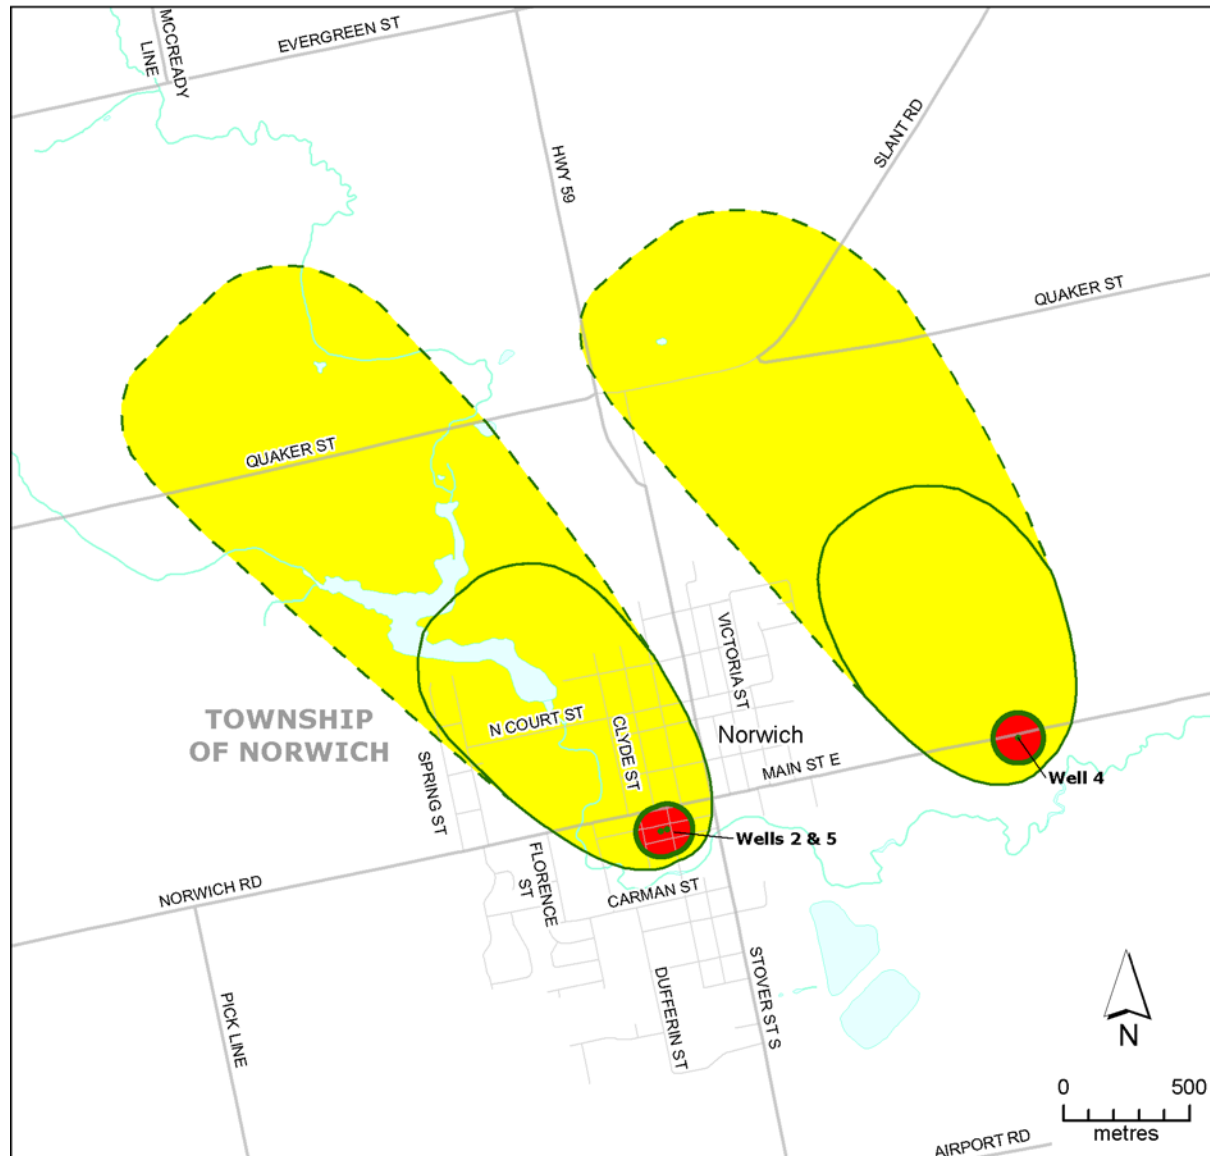 MCCREADY
LINE
EVERGREEN ST
HWY 59
SLANT RD
QUAKER ST
QUAKER ST
VICTORIA ST
TOWNSHIP
OF NORWICH
N COURT ST
CLYDE ST
Norwich
SPRING ST
MAIN ST E
Well 4
Wells 2 & 5
FLORENCE
ST
NORWICH RD
CARMAN ST
STOVER ST S
DUFFERIN ST
PICK LINE
N
0 500
metres
AIRPORT RD